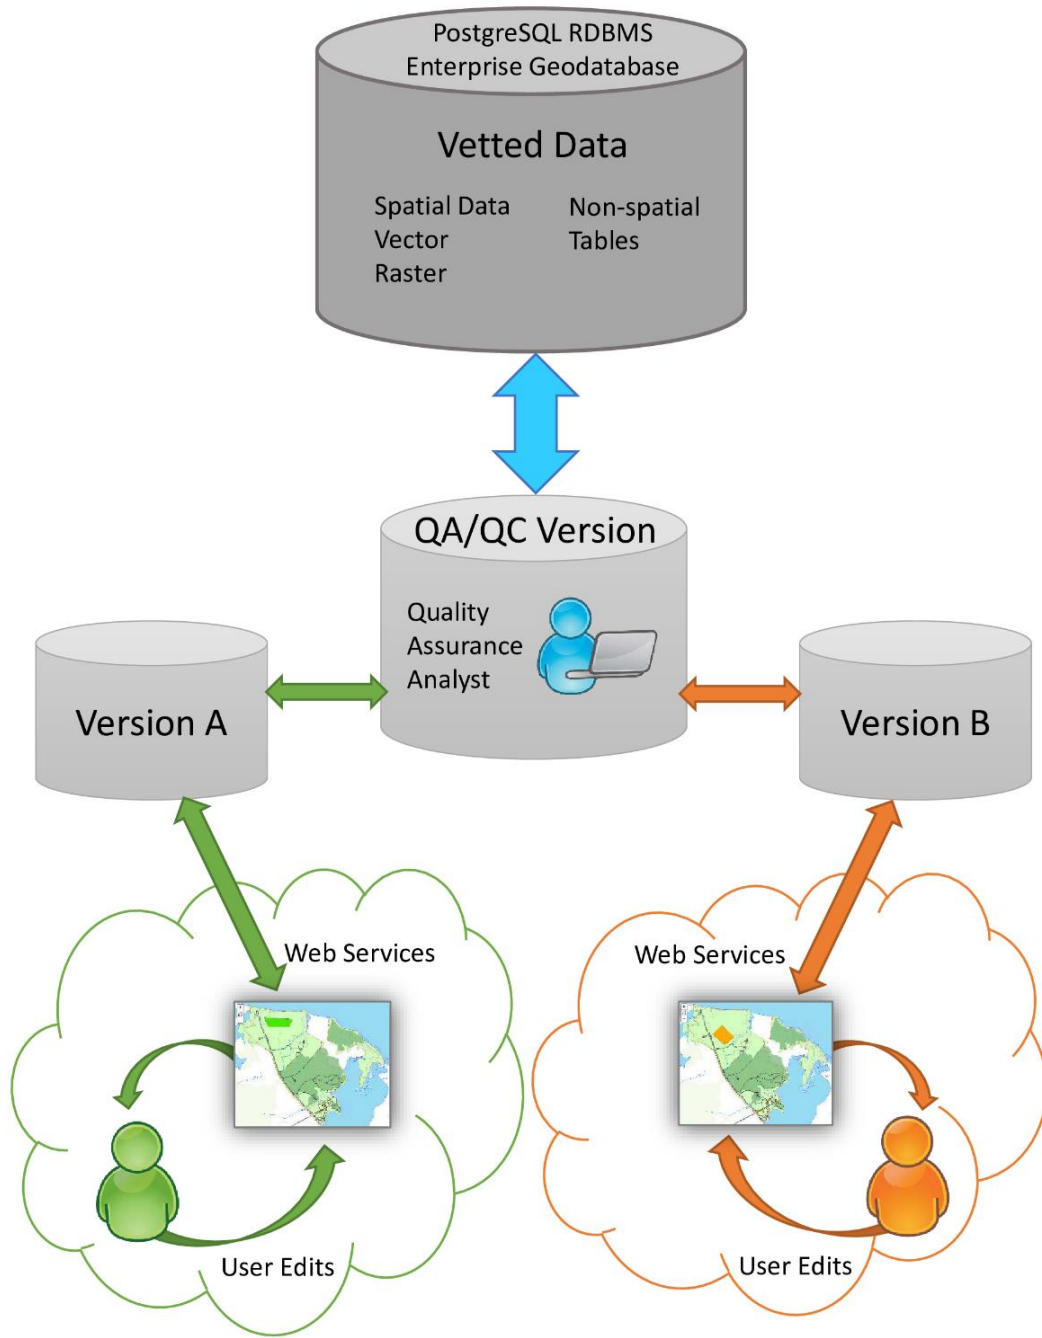 PostgreSQL RDBMS
Enterprise Geodatabase
Vetted Data
Spatial Data
Vector
Raster
Non-spatial
Tables
QA/QC Version
Quality
Assurance
Analyst
Version A
Version B
Web Services
User Edits
Web Services
User Edits